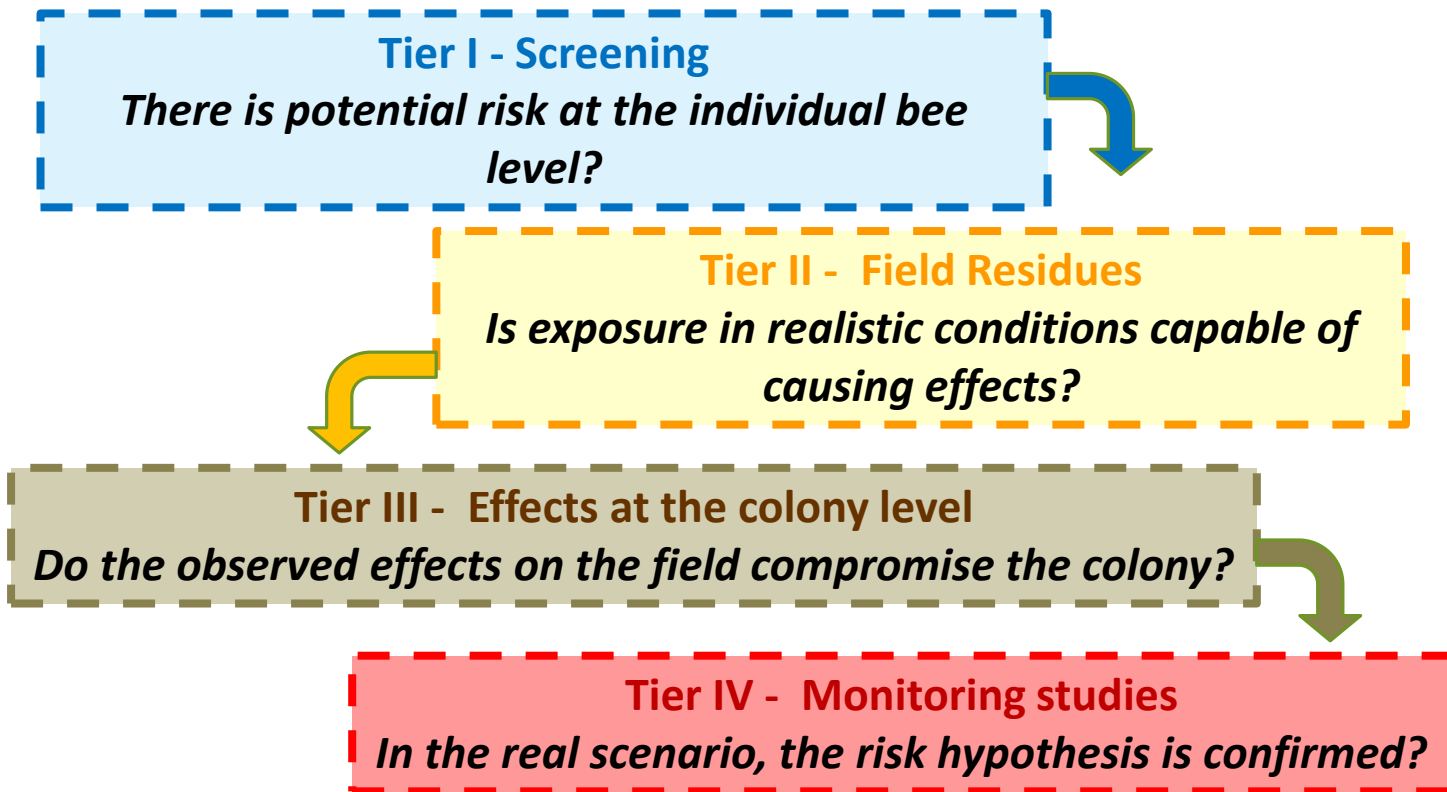 Tier I - Screening
There is potential risk at the individual bee
level?
Tier II -  Field Residues
Is exposure in realistic conditions capable of
causing effects?
Tier III -  Effects at the colony level
Do the observed effects on the field compromise the colony?
Tier IV -  Monitoring studies
In the real scenario, the risk hypothesis is confirmed?